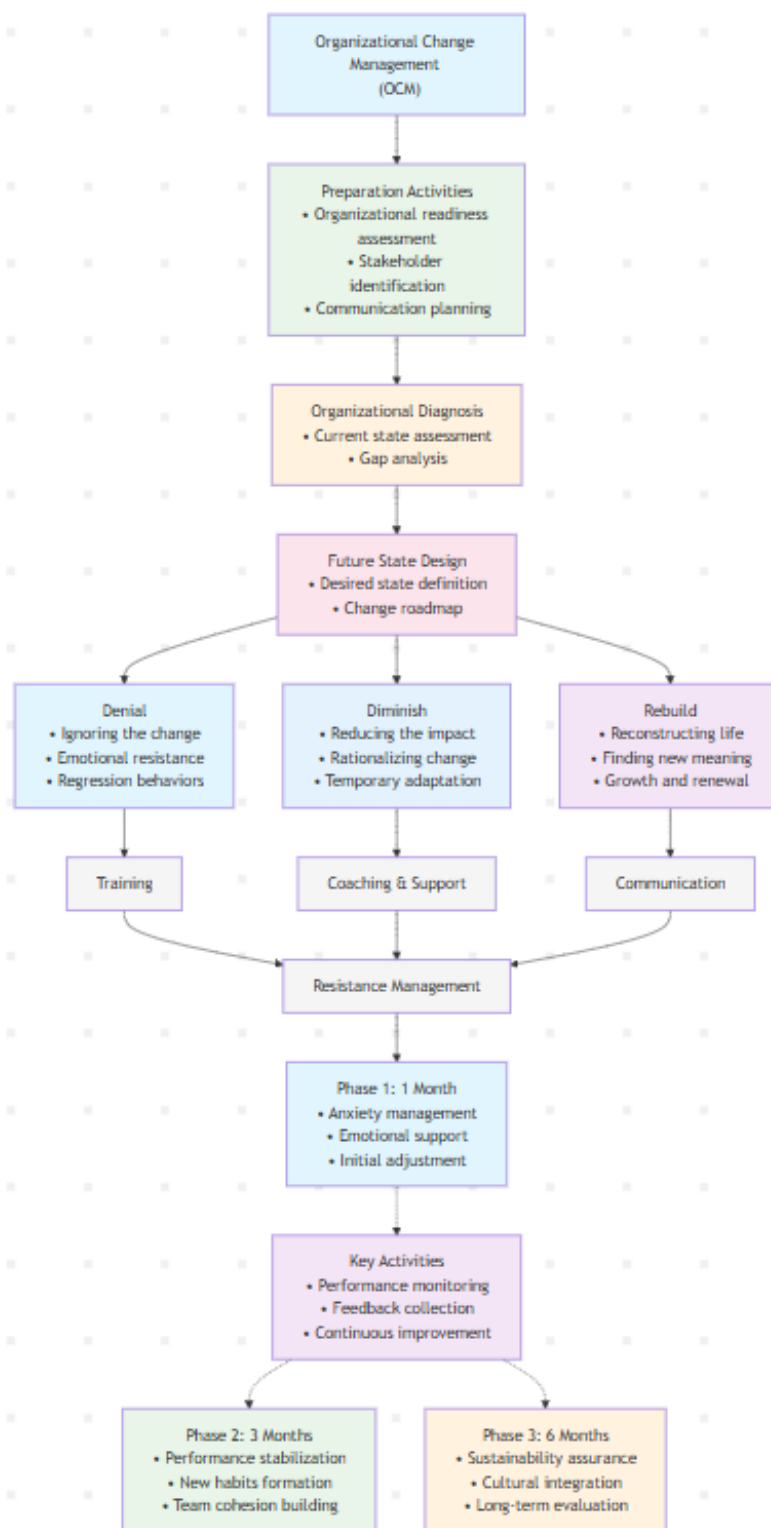 Organizational Change
Management
(OCM)
Preparation Activities
• Organizational readiness
assessment
• Stakeholder
identification
• Communication planning
Organizational Diagnosis
• Current state assessment
• Gap analysis
Future State Design
• Desired state definition
• Change roadmap
Denial
• Ignoring the change
• Emotional resistance
• Regression behaviors
Diminish
• Reducing the impact
• Rationalizing change
• Temporary adaptation
Rebuild
• Reconstructing life
• Finding new meaning
• Growth and renewal
Training
Coaching & Support
Communication
Resistance Management
Phase 1: 1 Month
• Anxiety management
• Emotional support
• Initial adjustment
Key Activities
• Performance monitoring
• Feedback collection
• Continuous improvement
Phase 2: 3 Months
• Performance stabilization
• New habits formation
• Team cohesion building
Phase 3: 6 Months
• Sustainability assurance
• Cultural integration
• Long-term evaluation